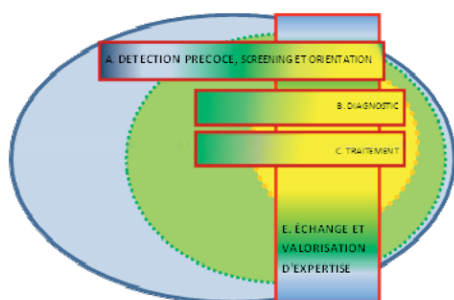 A. DETECTION PRECOCE, SCREENING ET ORIENTATION
B. DIAGNOSTIC
C. TRAITEMENT
E. ÉCHANGE ET
VALORISATION
D'EXPERTISE